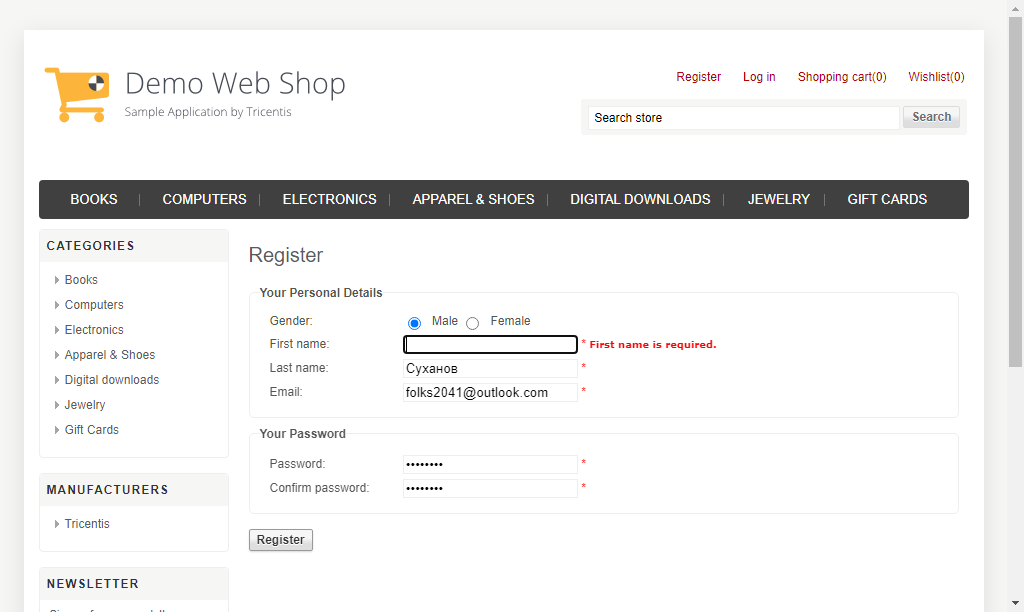 Demo Web Shop
Sample Application by Tricentis
Register Log in Shopping cart(0) Wishlist(0)
Search store Search
BOOKS COMPUTERS ELECTRONICS APPAREL & SHOES DIGITAL DOWNLOADS JEWELRY GIFT CARDS
CATEGORIES
Books
Computers
Electronics
Apparel & Shoes
Digital downloads
Jewelry
Gift Cards
MANUFACTURERS
Tricentis
NEWSLETTER
Register
Your Personal Details
Gender: Male Female
First name: * First name is required.
Last name: Суханов *
Email: folks2041@outlook.com *
Your Password
Password: •••••••• *
Confirm password: •••••••• *
Register